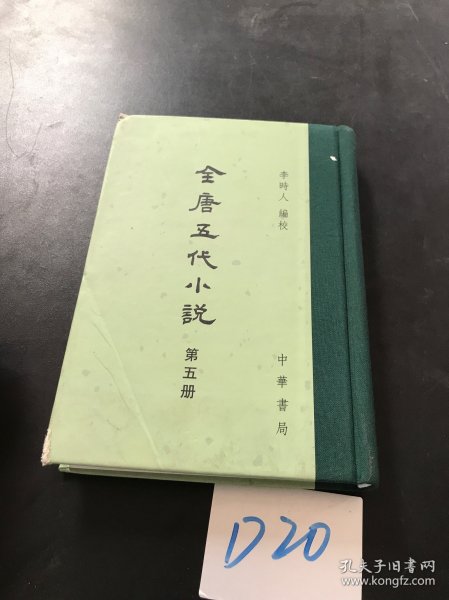 李時人 編校
全唐五代小説
第五册
中華書局
D20
孔夫子旧书网
www.kongfz.com